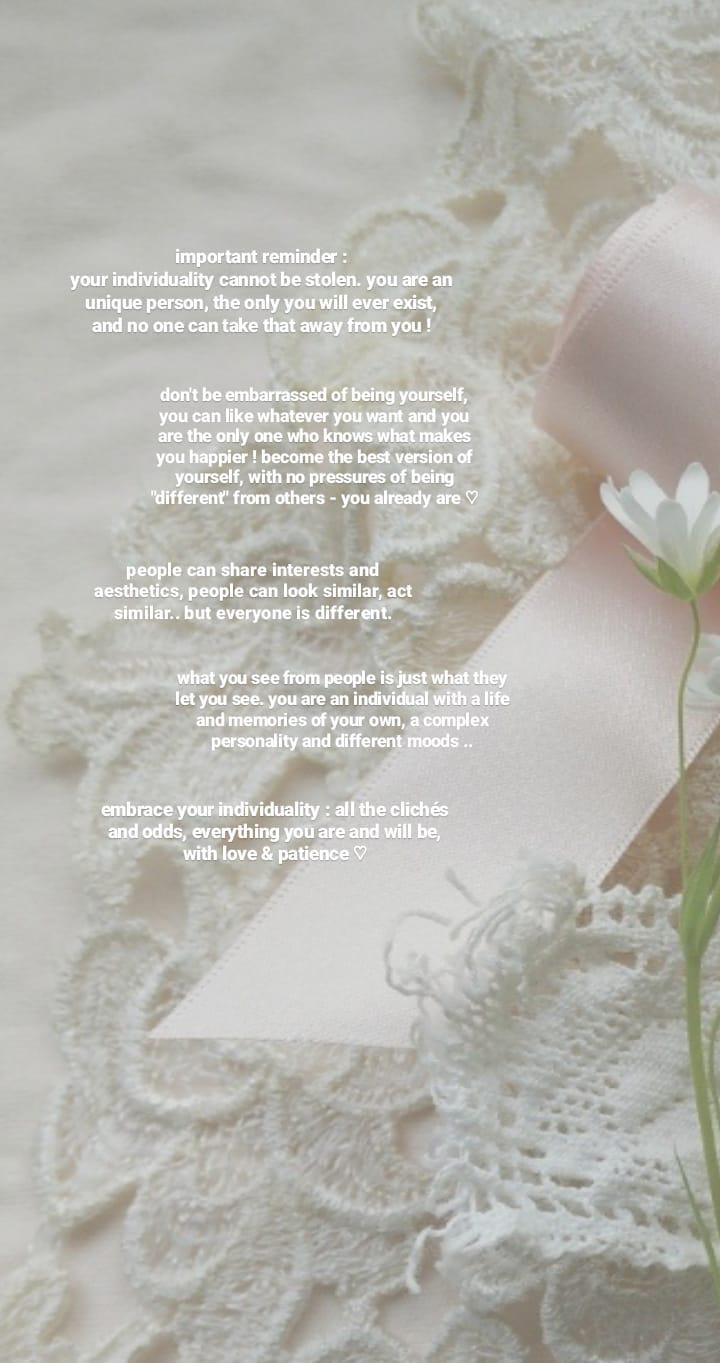 important reminder :
your individuality cannot be stolen. you are an
unique person, the only you will ever exist,
and no one can take that away from you !
don't be embarrassed of being yourself,
you can like whatever you want and you
are the only one who knows what makes
you happier ! become the best version of
yourself, with no pressures of being
"different" from others - you already are ♡
people can share interests and
aesthetics, people can look similar, act
similar.. but everyone is different.
what you see from people is just what they
let you see. you are an individual with a life
and memories of your own, a complex
personality and different moods ..
embrace your individuality : all the clichés
and odds, everything you are and will be,
with love & patience ♡